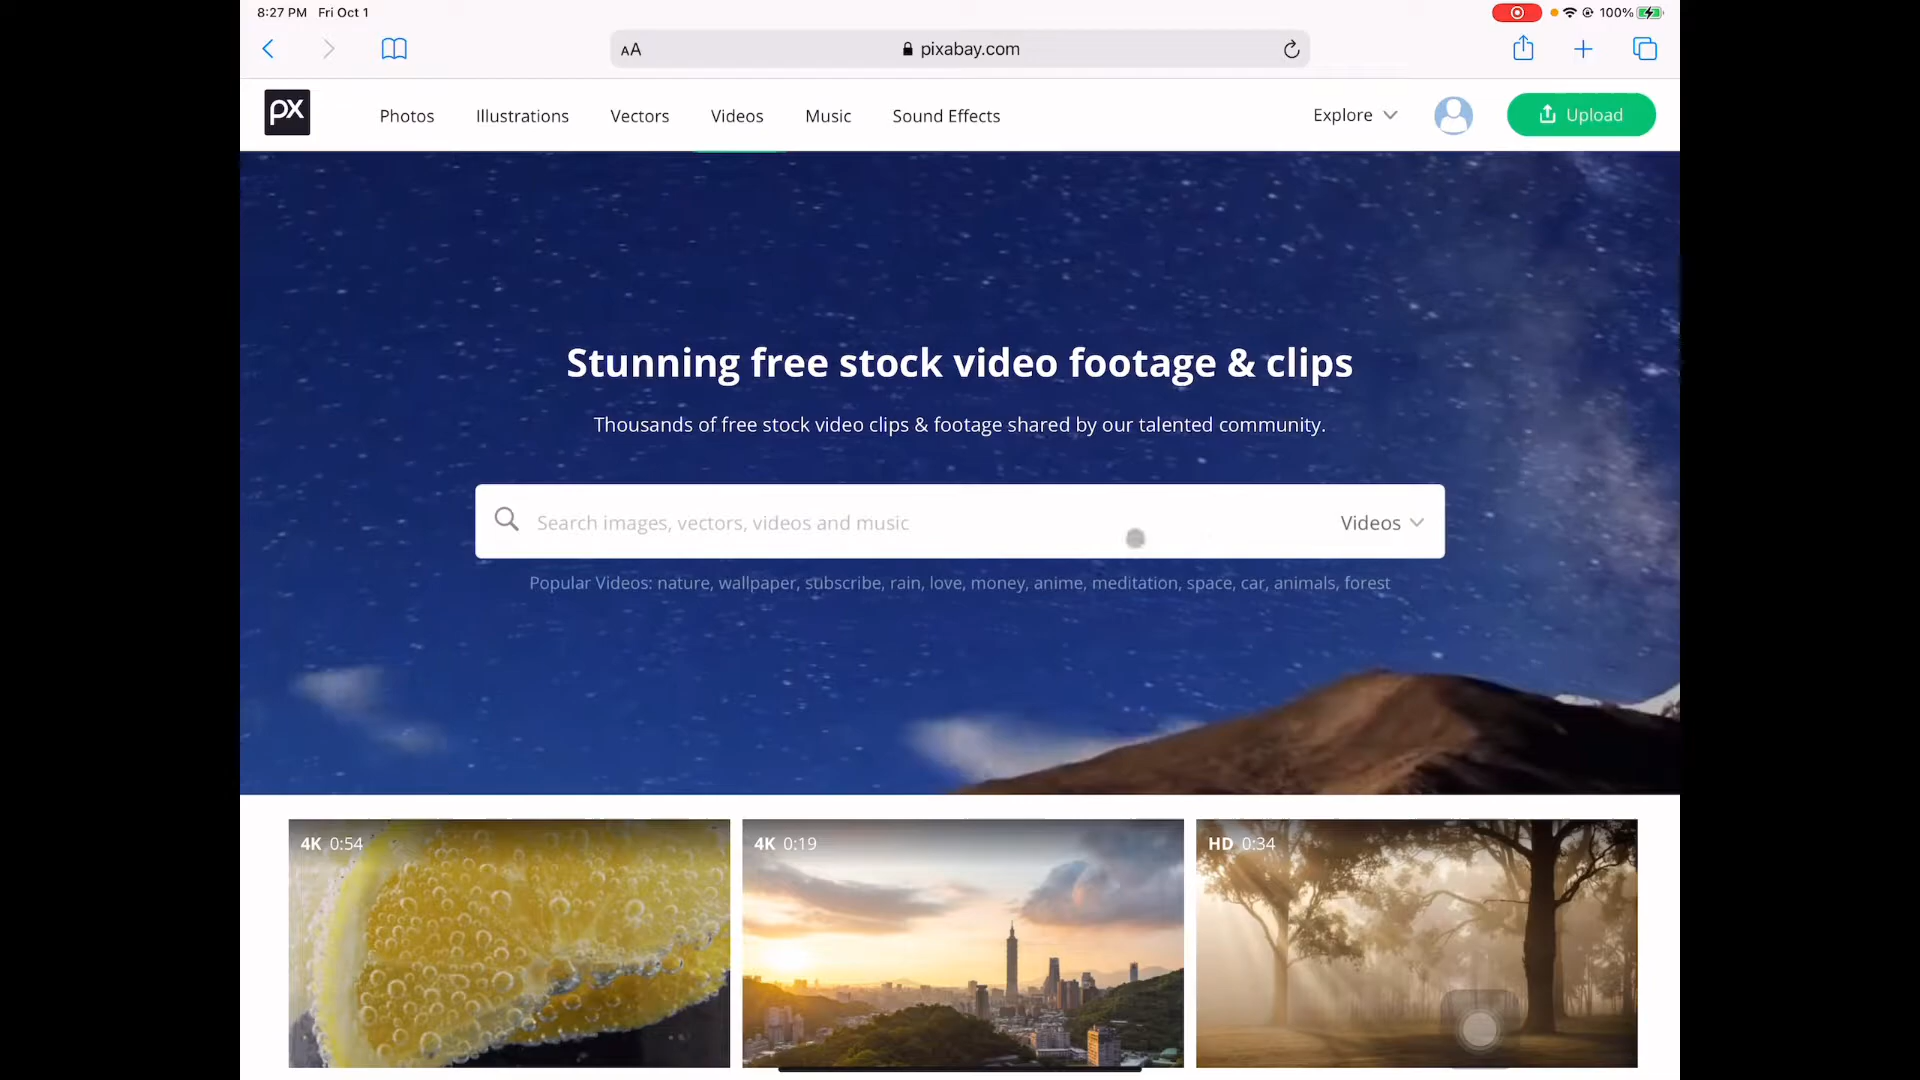 8:27 PM Fri Oct 1
100%
AA
pixabay.com
px
Photos
Illustrations
Vectors
Videos
Music
Sound Effects
Explore
Upload
Stunning free stock video footage & clips
Thousands of free stock video clips & footage shared by our talented community.
Search images, vectors, videos and music
Videos
Popular Videos: nature, wallpaper, subscribe, rain, love, money, anime, meditation, space, car, animals, forest
4K 0:54
4K 0:19
HD 0:34